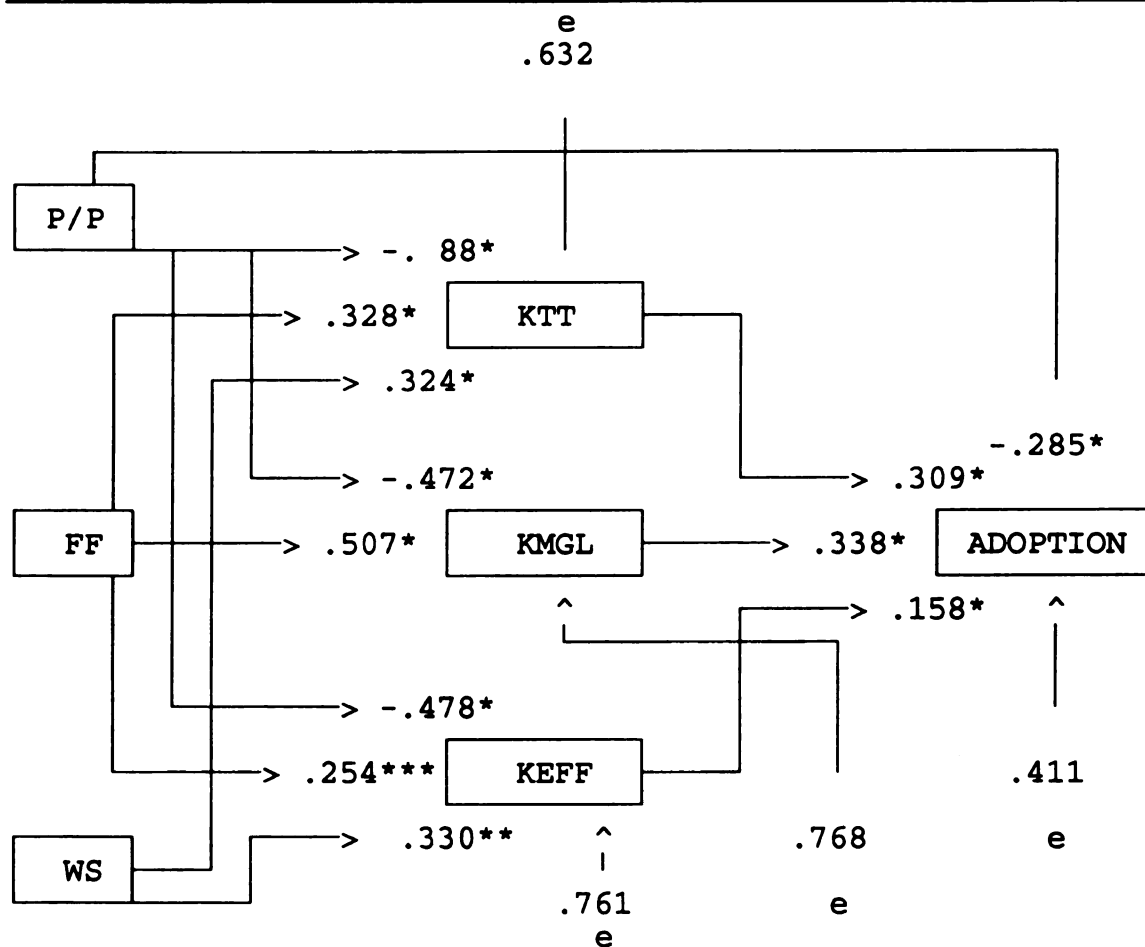 e
.632
P/P
> -. 88*
> .328* KTT
> .324*
-.285*
> -.472* > .309*
FF > .507* KMGL > .338* ADOPTION
^ > .158* ^
> -.478*
> .254*** KEFF .411
> .330** ^ .768 e
WS
.761 e
e